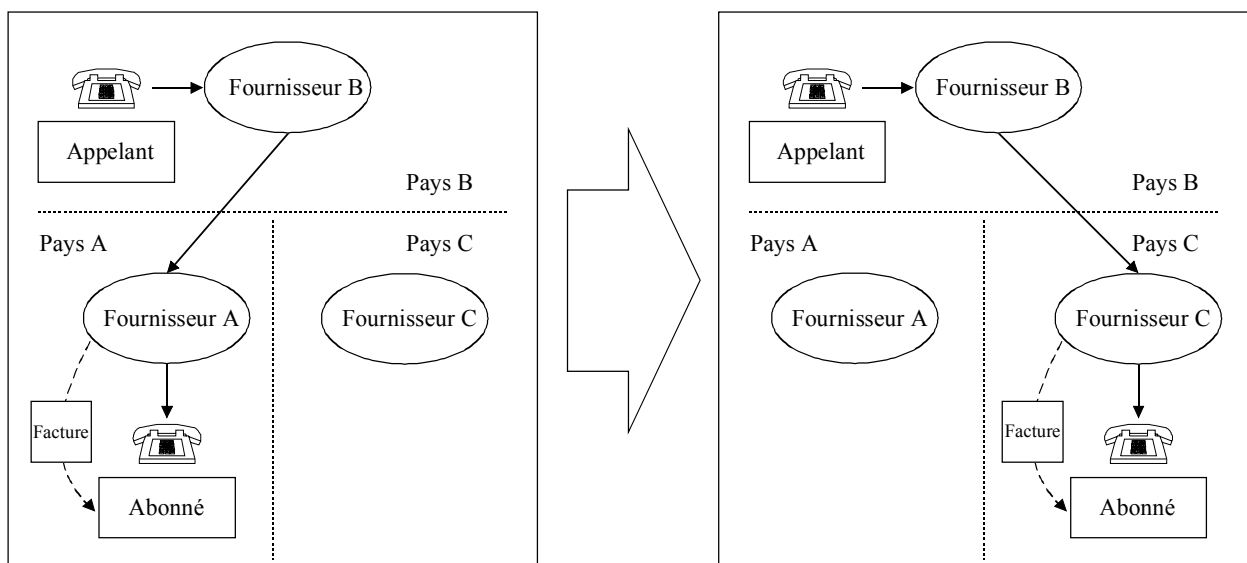 Fournisseur B
Appelant
Pays B
Pays A
Pays C
Fournisseur A
Fournisseur C
Facture
Abonné
Fournisseur B
Appelant
Pays B
Pays A
Pays C
Fournisseur A
Fournisseur C
Facture
Abonné